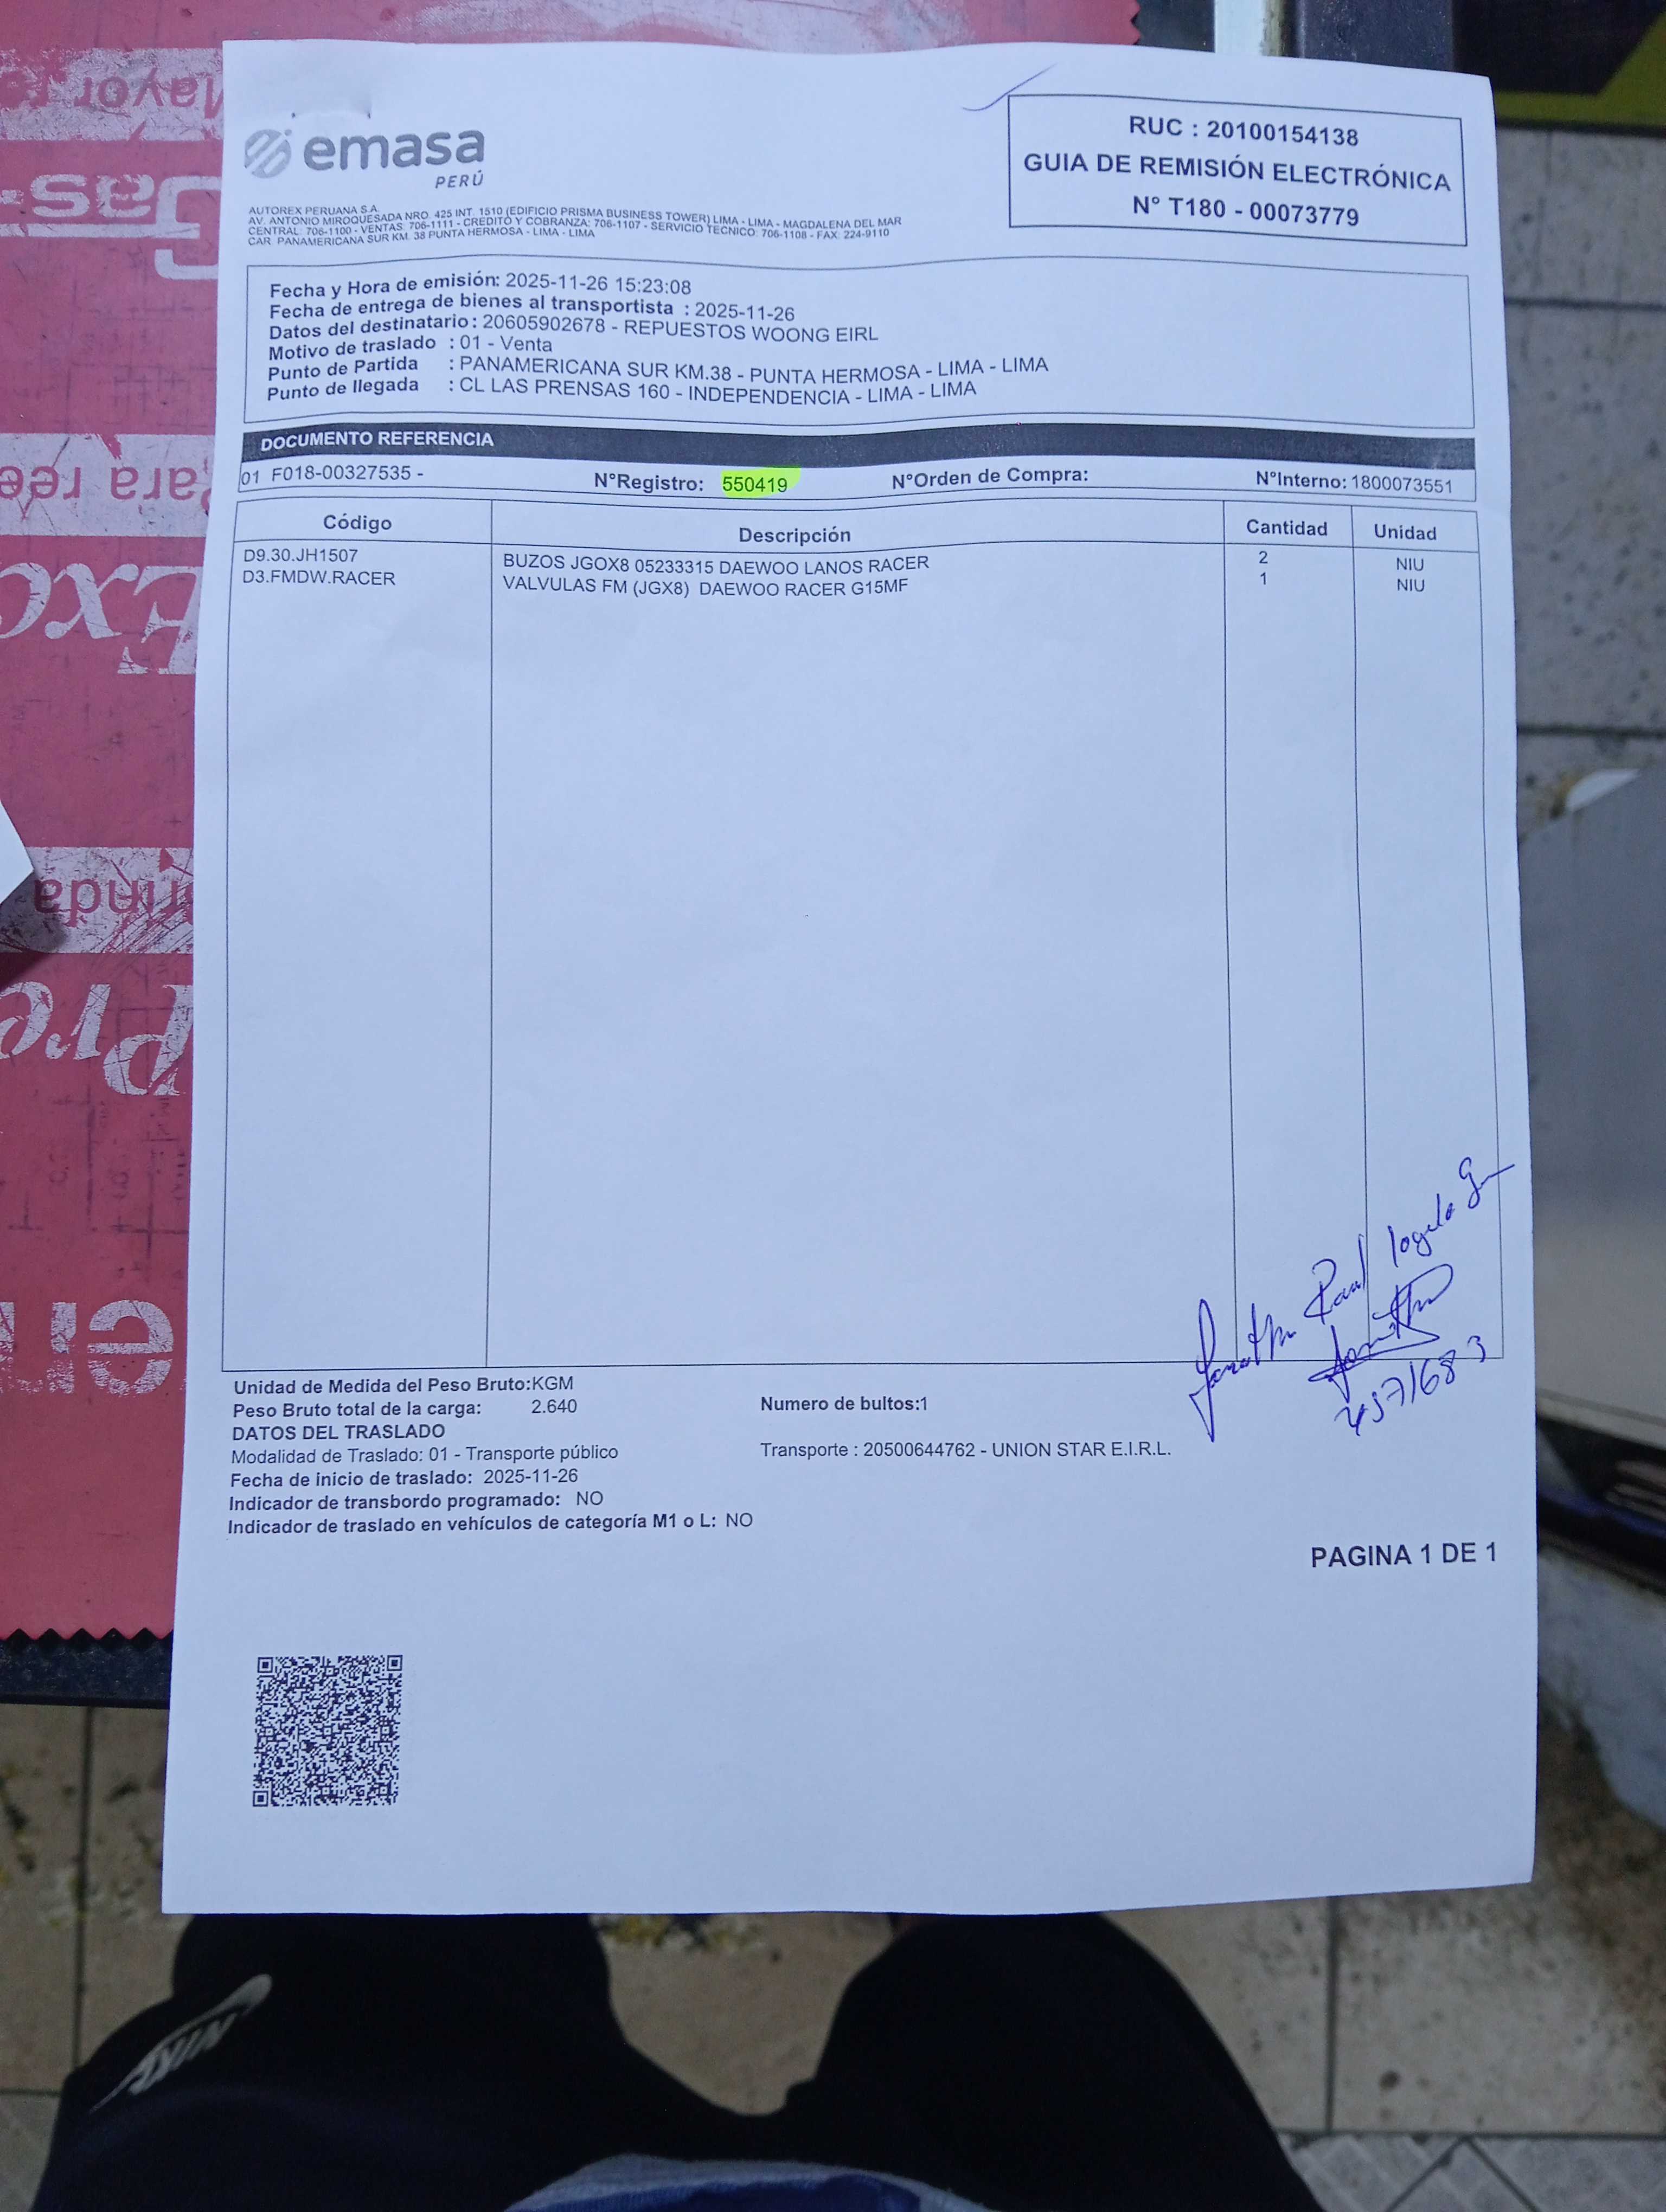 emasa
PERÚ
RUC : 20100154138
GUIA DE REMISIÓN ELECTRÓNICA
N° T180 - 00073779
AUTOREX PERUANA S.A.
AV. ANTONIO MIROQUESADA NRO. 425 INT. 1510 (EDIFICIO PRISMA BUSINESS TOWER) LIMA - LIMA - MAGDALENA DEL MAR
CENTRAL: 706-1100 - VENTAS: 706-1111 - CREDITO Y COBRANZA: 706-1107 - SERVICIO TECNICO: 706-1108 - FAX: 224-9110
CAR. PANAMERICANA SUR KM. 38 PUNTA HERMOSA - LIMA - LIMA
Fecha y Hora de emisión: 2025-11-26 15:23:08
Fecha de entrega de bienes al transportista : 2025-11-26
Datos del destinatario : 20605902678 - REPUESTOS WOONG EIRL
Motivo de traslado : 01 - Venta
Punto de Partida : PANAMERICANA SUR KM.38 - PUNTA HERMOSA - LIMA - LIMA
Punto de llegada : CL LAS PRENSAS 160 - INDEPENDENCIA - LIMA - LIMA
DOCUMENTO REFERENCIA
01 F018-00327535 - N°Registro: 550419 N°Orden de Compra: N°Interno: 1800073551
Código Descripción Cantidad Unidad
D9.30.JH1507 BUZOS JGOX8 05233315 DAEWOO LANOS RACER 2 NIU
D3.FMDW.RACER VALVULAS FM (JGX8) DAEWOO RACER G15MF 1 NIU
Unidad de Medida del Peso Bruto:KGM
Peso Bruto total de la carga: 2.640 Numero de bultos:1
DATOS DEL TRASLADO
Modalidad de Traslado: 01 - Transporte público Transporte : 20500644762 - UNION STAR E.I.R.L.
Fecha de inicio de traslado: 2025-11-26
Indicador de transbordo programado: NO
Indicador de traslado en vehículos de categoría M1 o L: NO
PAGINA 1 DE 1